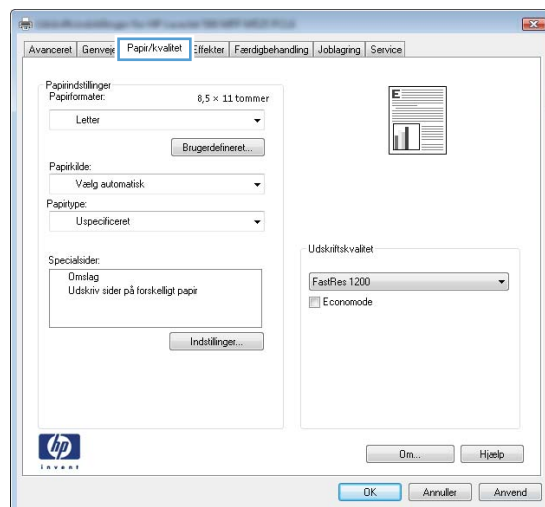 Avanceret Genveje Papir/kvalitet Effekter Færdigbehandling Joblagring Service
Papirindstillinger
Papirformater: 8,5 × 11 tommer
Letter
Brugerdefineret...
Papirkilde:
Vælg automatisk
Papirtype:
Uspecificeret
Specialsider:
Omslag
Udskriv sider på forskelligt papir
Indstillinger...
E
Udskriftskvalitet
FastRes 1200
Economode
hp
invent
Om... Hjælp
OK Annuller Anvend